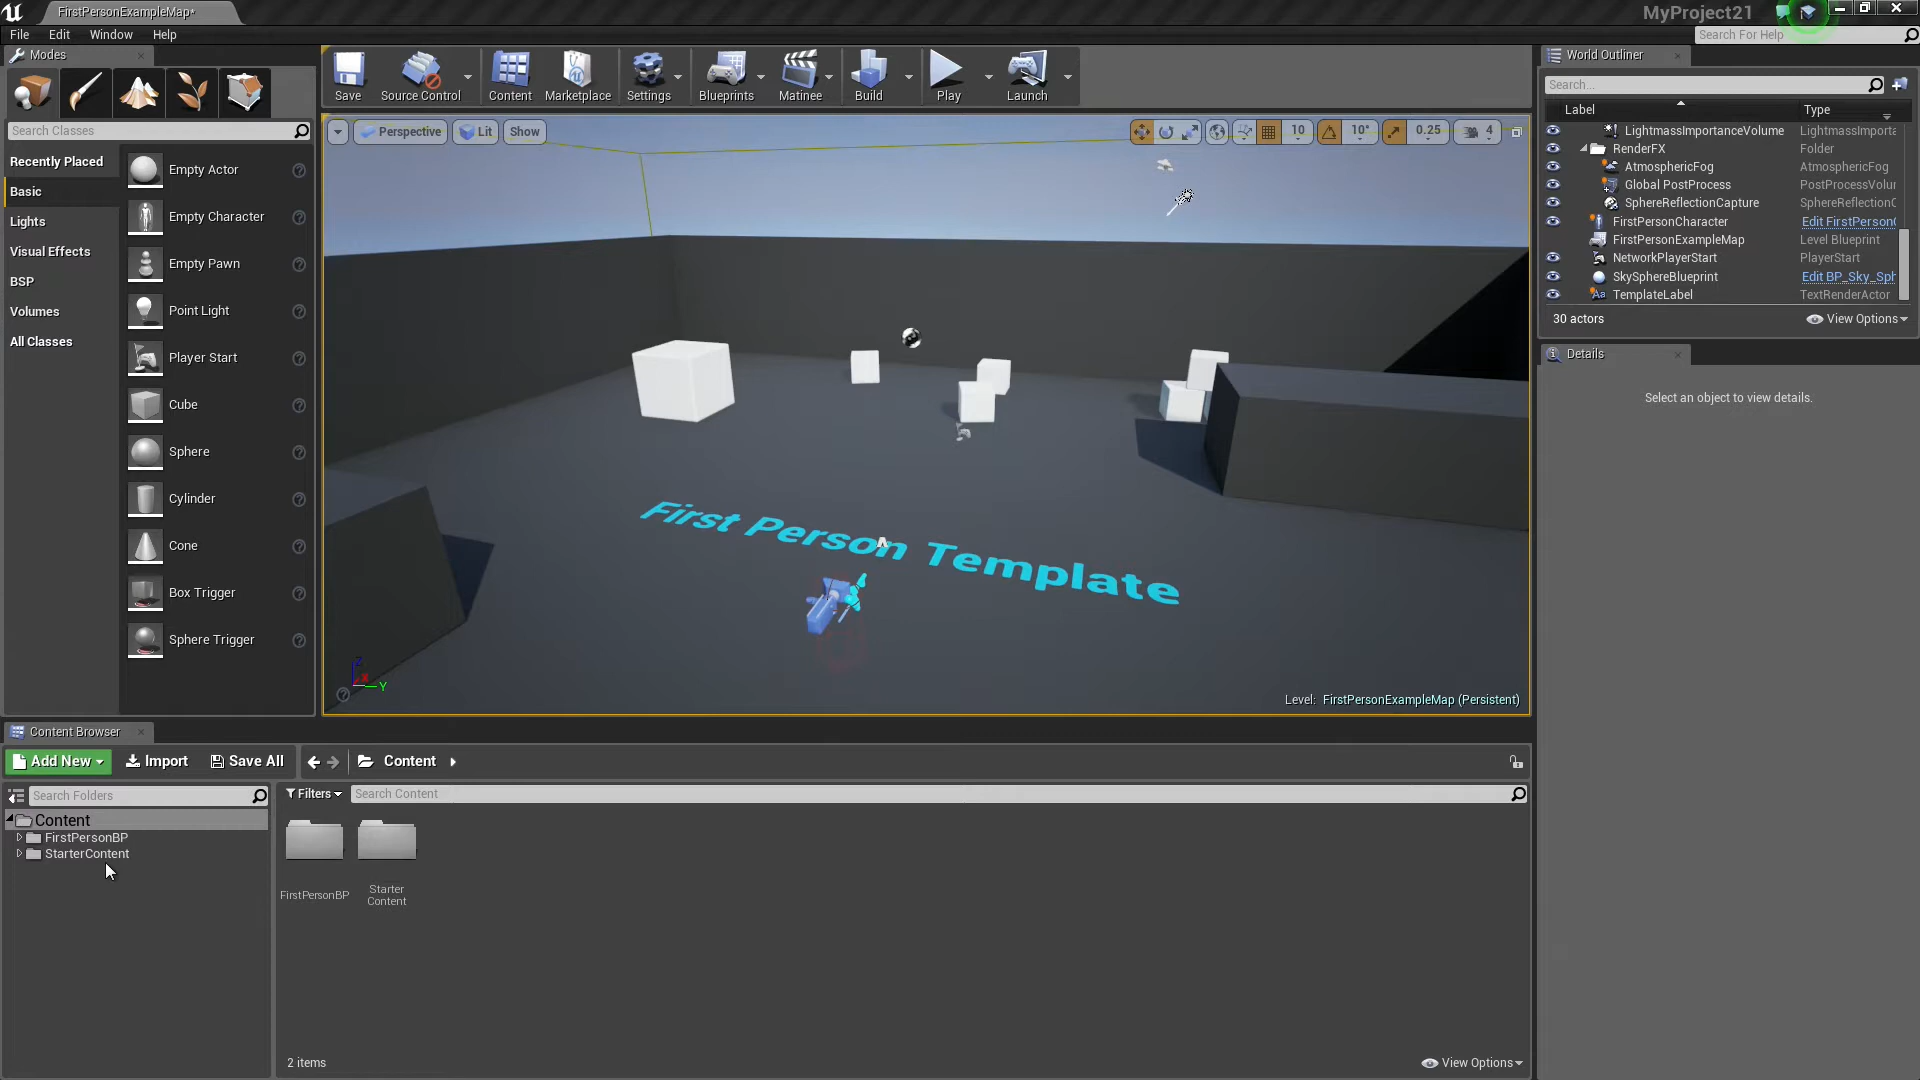 FirstPersonExampleMap*
MyProject21
File Edit Window Help
Search For Help
Modes
Save
Source Control
Content
Marketplace
Settings
Blueprints
Matinee
Build
Play
Launch
Search Classes
Recently Placed
Basic
Lights
Visual Effects
BSP
Volumes
All Classes
Empty Actor
Empty Character
Empty Pawn
Point Light
Player Start
Cube
Sphere
Cylinder
Cone
Box Trigger
Sphere Trigger
Perspective
Lit
Show
10
10°
0.25
4
First Person Template
Z
X
Y
Level: FirstPersonExampleMap (Persistent)
World Outliner
Search...
Label Type
LightmassImportanceVolume LightmassImporta
RenderFX Folder
AtmosphericFog AtmosphericFog
Global PostProcess PostProcessVolu
SphereReflectionCapture SphereReflectionC
FirstPersonCharacter Edit FirstPersonC
FirstPersonExampleMap Level Blueprint
NetworkPlayerStart PlayerStart
SkySphereBlueprint Edit BP_Sky_Sph
Aa TemplateLabel TextRenderActor
30 actors
View Options
Details
Select an object to view details.
Content Browser
Add New
Import
Save All
Content
Search Folders
Content
FirstPersonBP
StarterContent
Filters
Search Content
FirstPersonBP
Starter
Content
2 items
View Options